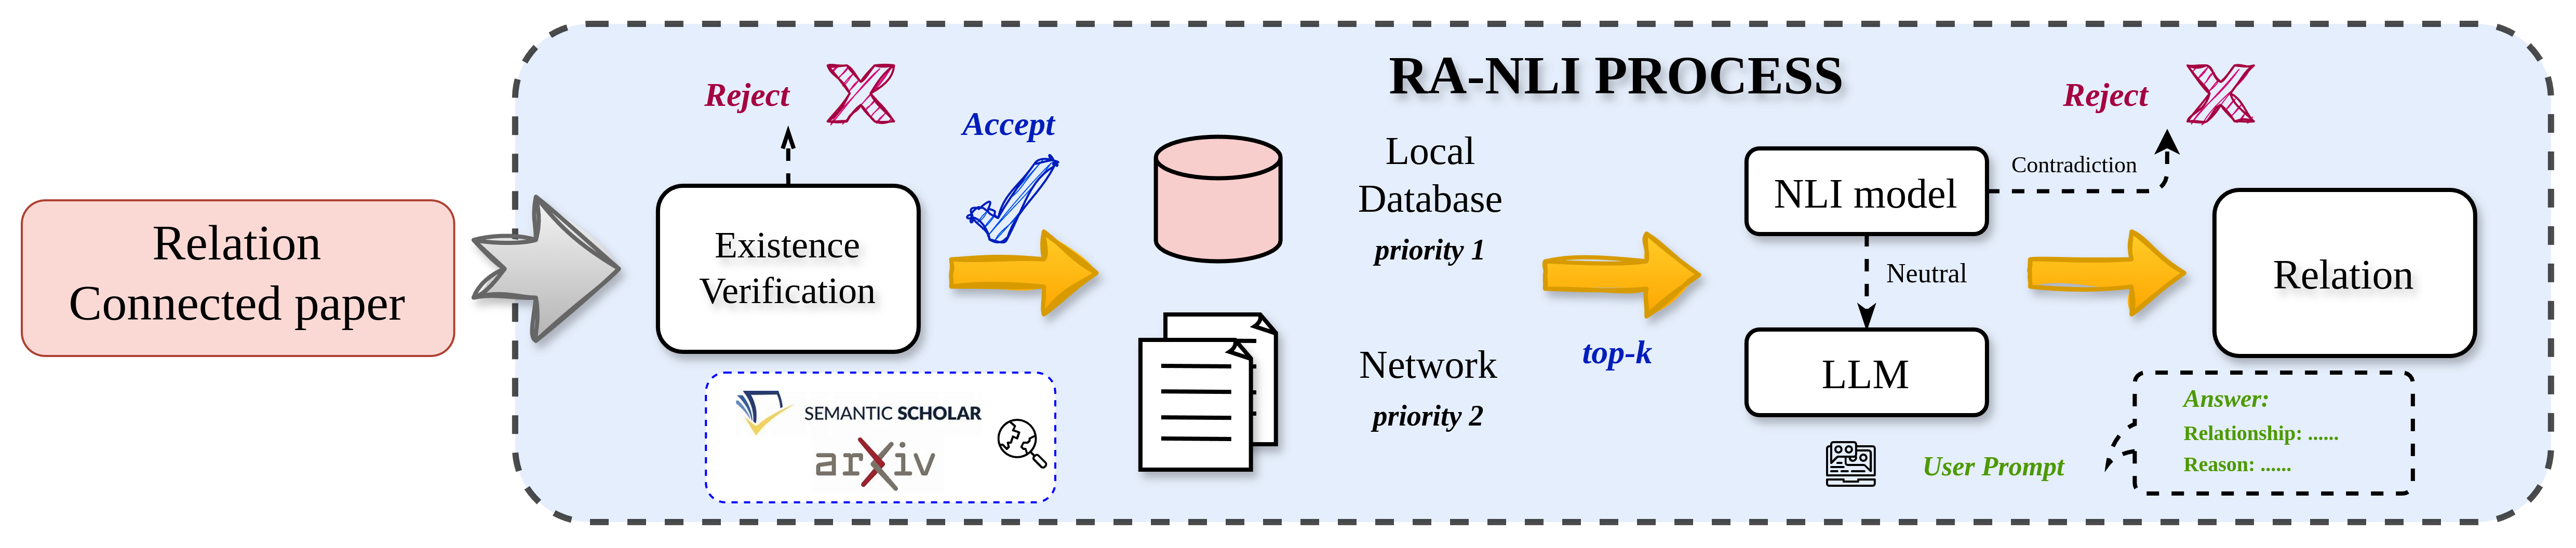 RA-NLI PROCESS
Relation
Connected paper
Reject
Existence
Verification
SEMANTIC SCHOLAR
arXiv
Accept
Local
Database
priority 1
Network
priority 2
top-k
NLI model
Contradiction
Reject
Neutral
LLM
User Prompt
Relation
Answer:
Relationship: ......
Reason: ......